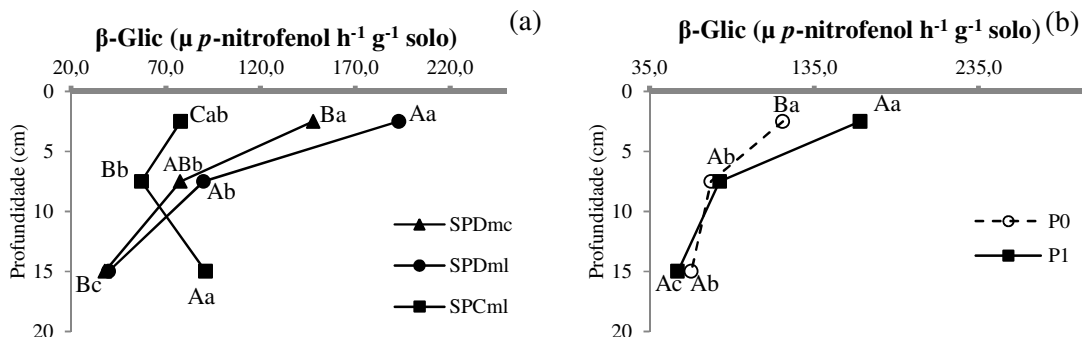 β-Glic (µ p-nitrofenol h-1 g-1 solo)
(a)
20,0 70,0 120,0 170,0 220,0
0
5
10
15
20
Profundidade (cm)
Cab
Ba
Aa
Bb
ABb
Ab
Bc
Aa
SPDmc
SPDml
SPCml
β-Glic (µ p-nitrofenol h-1 g-1 solo)
(b)
35,0 135,0 235,0
0
5
10
15
20
Profundidade (cm)
Ba
Aa
Ab
Ac
Ab
P0
P1